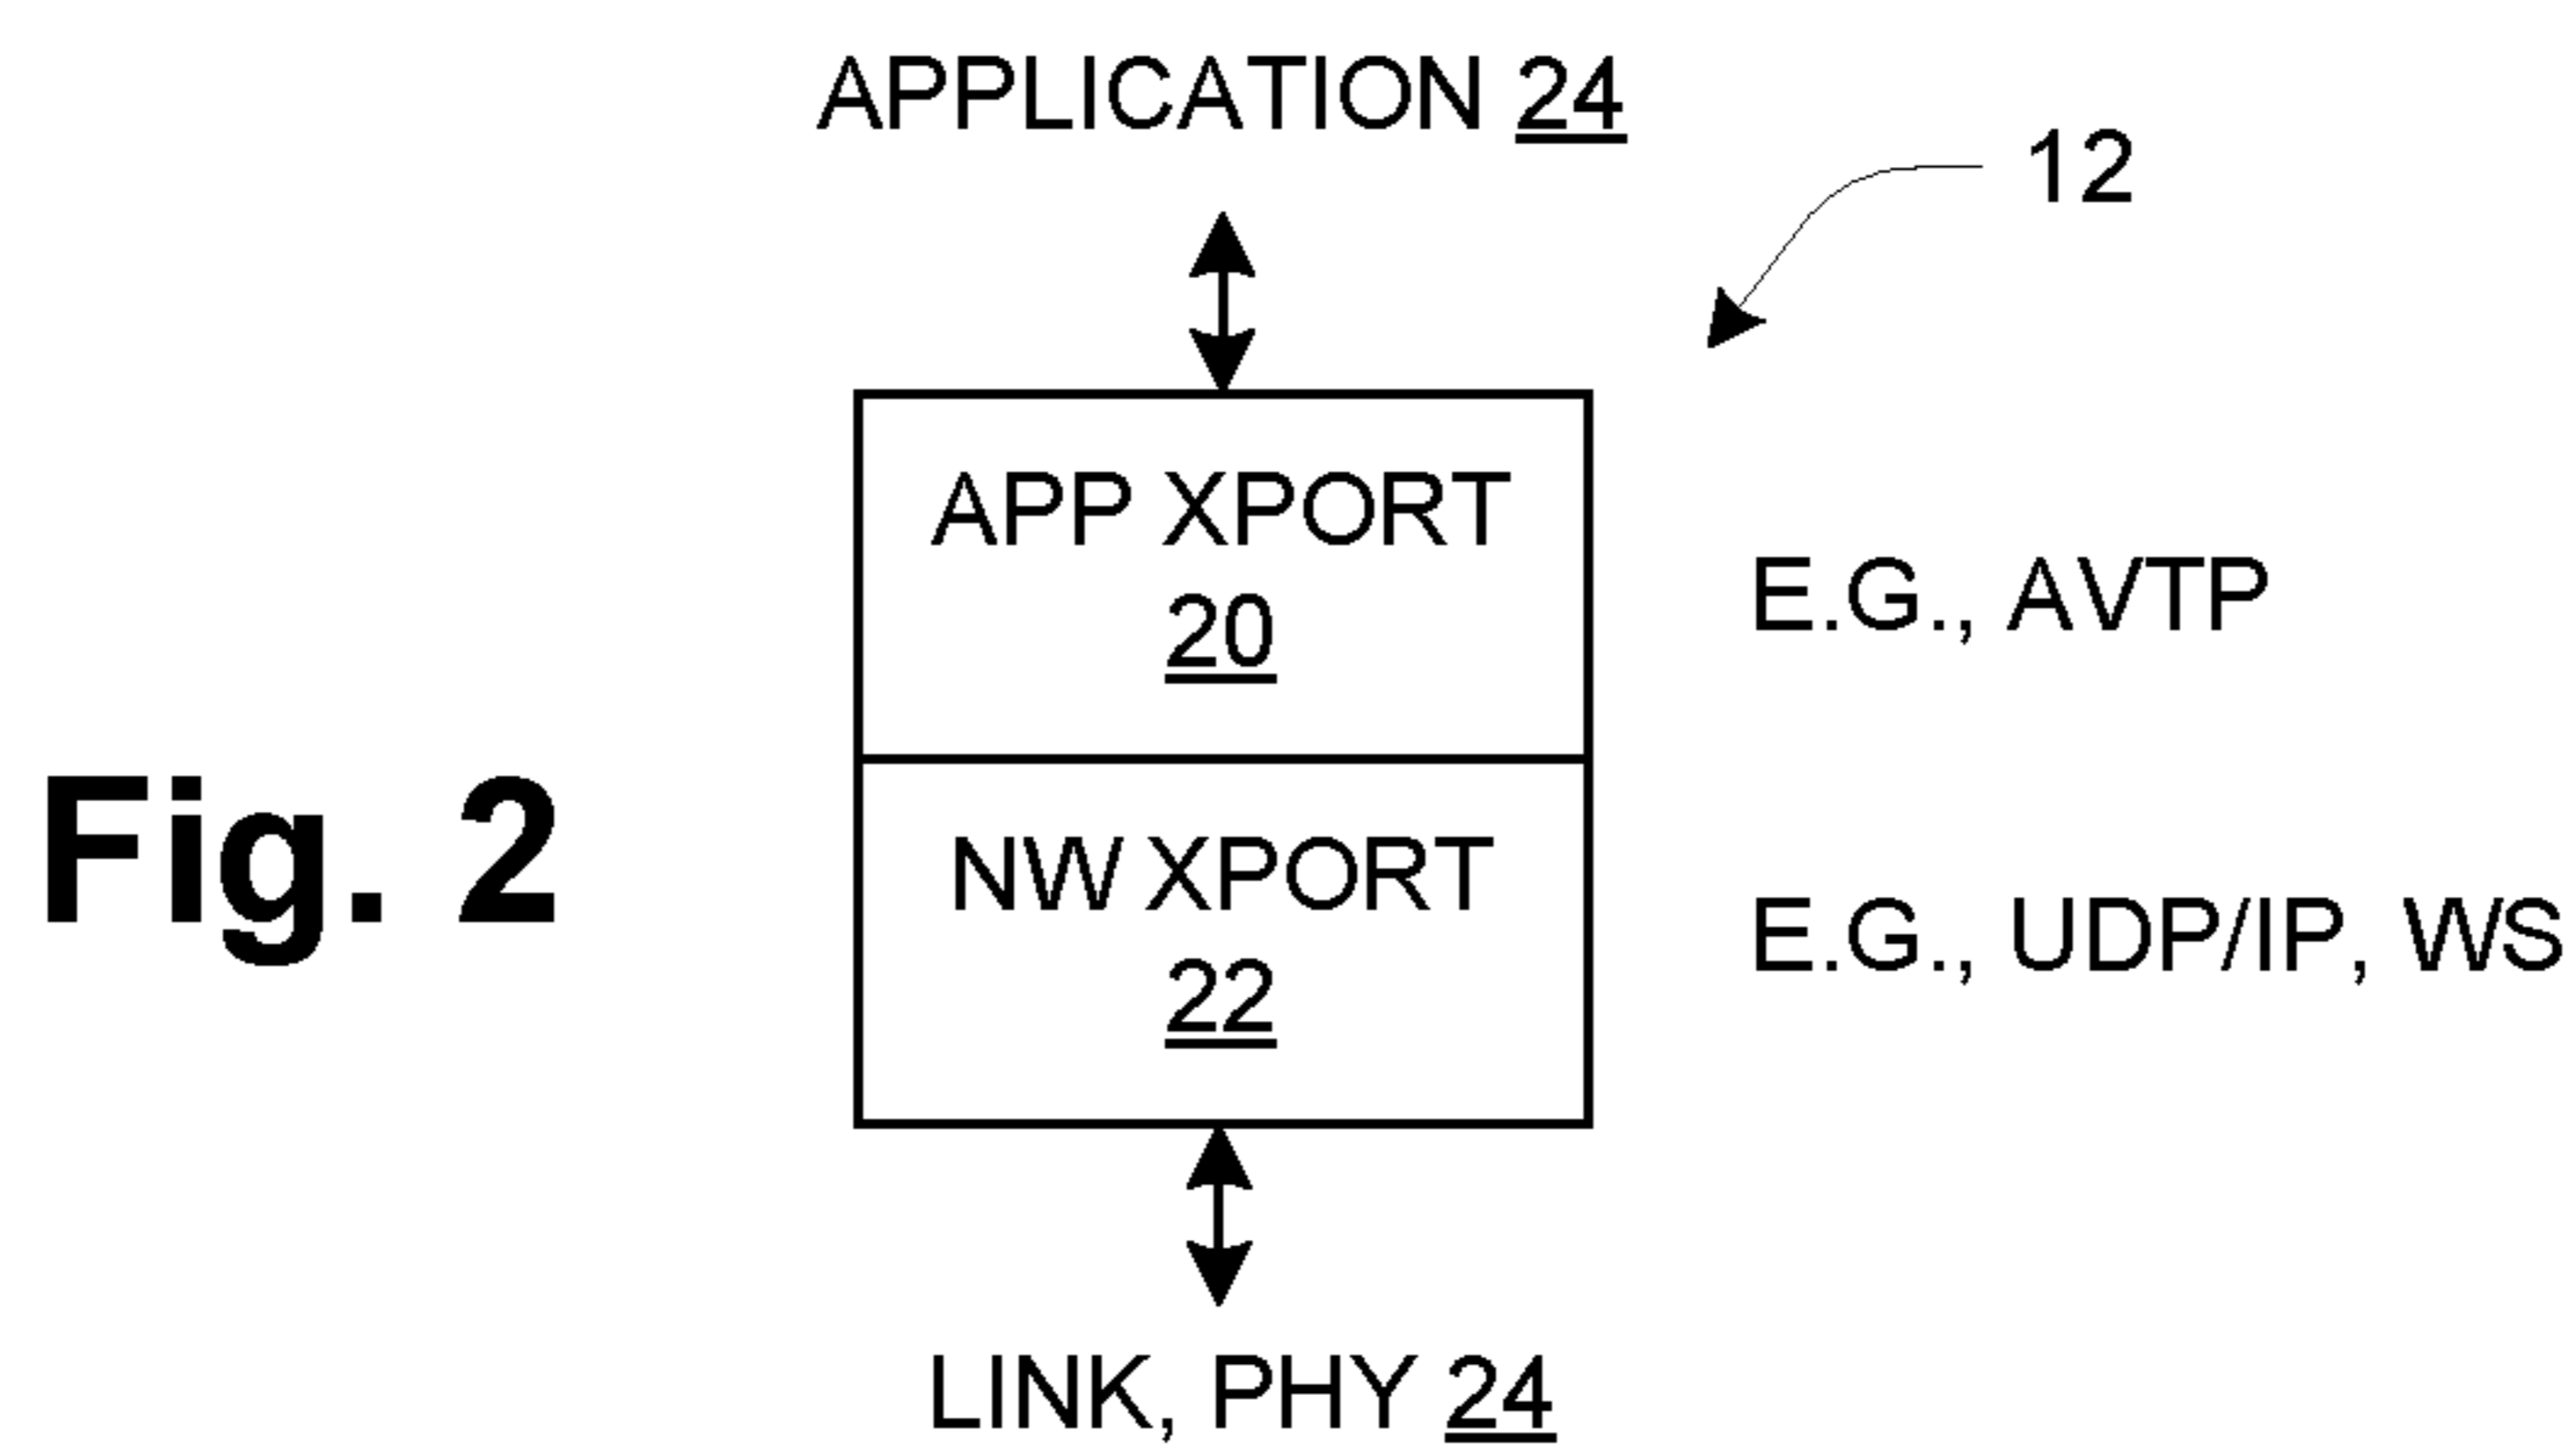 APPLICATION 24
12
APP XPORT
20
E.G., AVTP
Fig. 2
NW XPORT
22
E.G., UDP/IP, WS
LINK, PHY 24